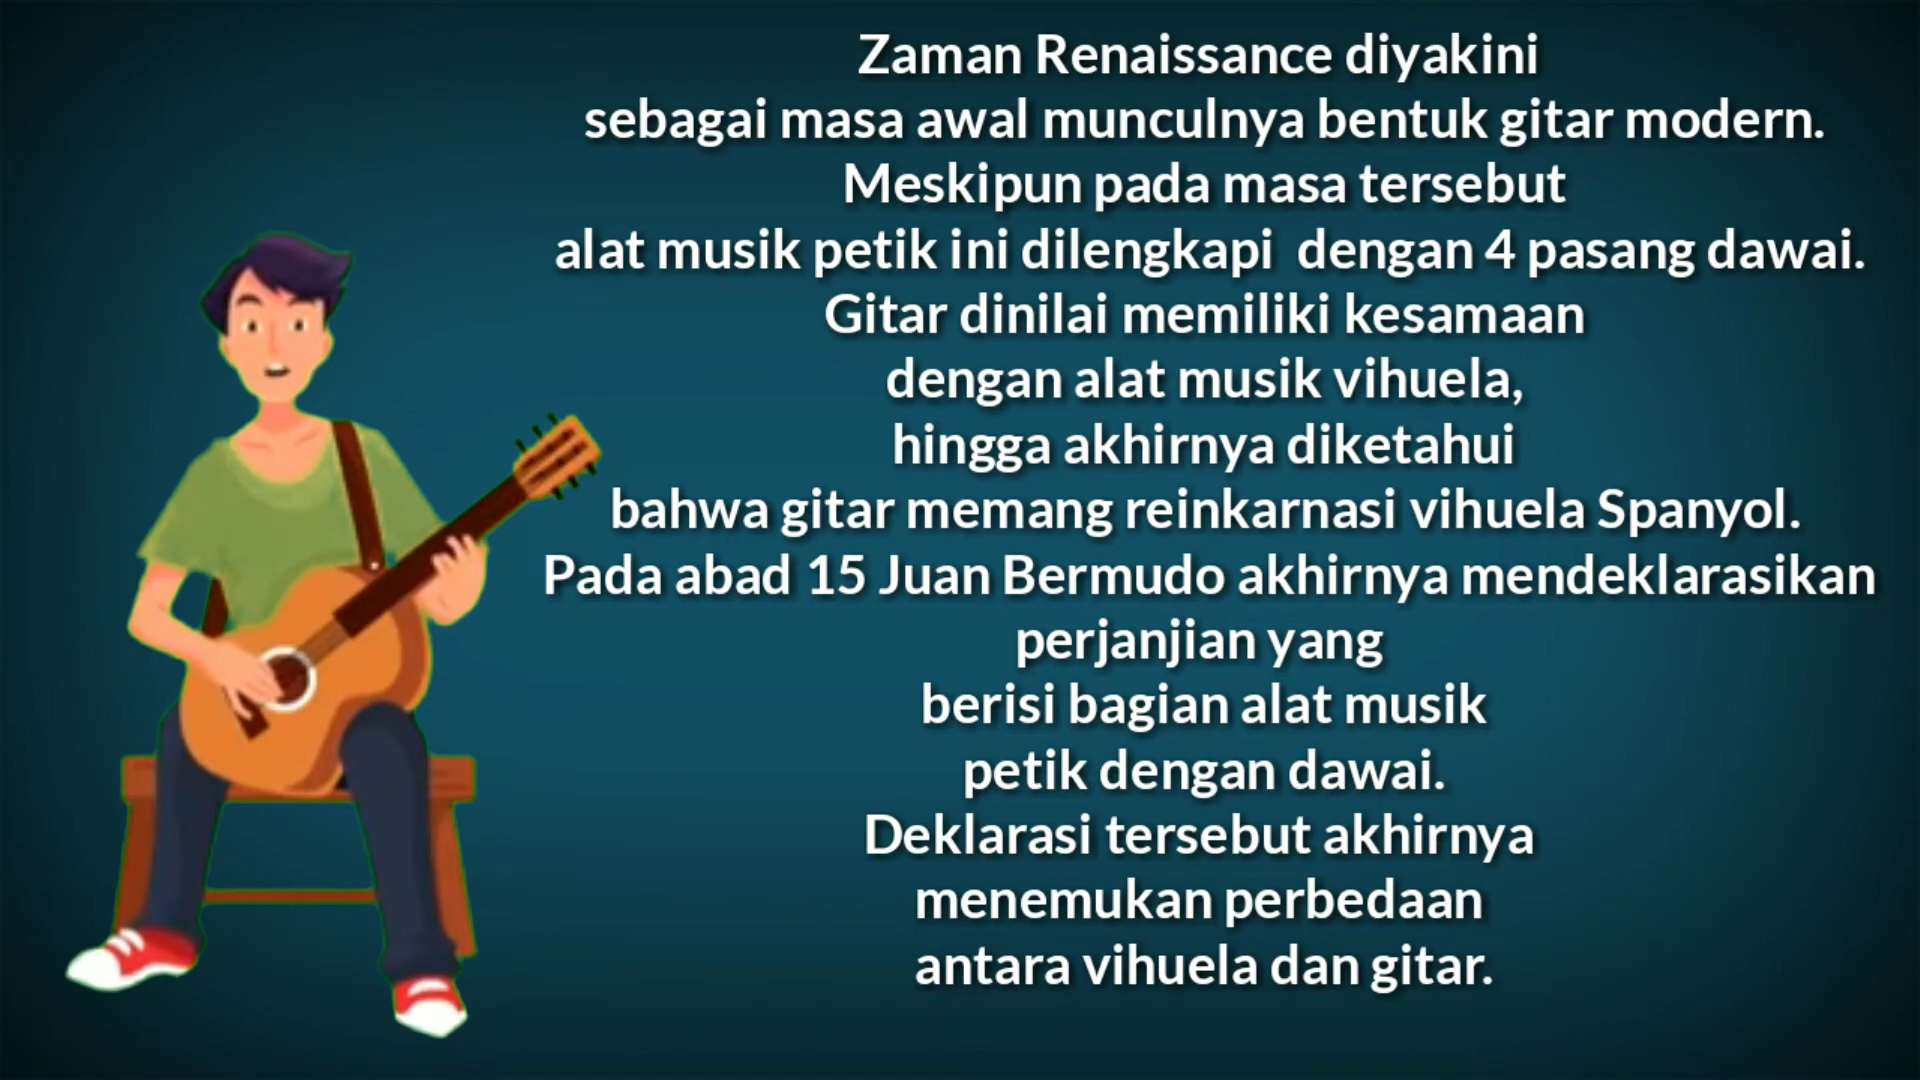 Zaman Renaissance diyakini
sebagai masa awal munculnya bentuk gitar modern.
Meskipun pada masa tersebut
alat musik petik ini dilengkapi  dengan 4 pasang dawai.
Gitar dinilai memiliki kesamaan
dengan alat musik vihuela,
hingga akhirnya diketahui
bahwa gitar memang reinkarnasi vihuela Spanyol.
Pada abad 15 Juan Bermudo akhirnya mendeklarasikan
perjanjian yang
berisi bagian alat musik
petik dengan dawai.
Deklarasi tersebut akhirnya
menemukan perbedaan
antara vihuela dan gitar.